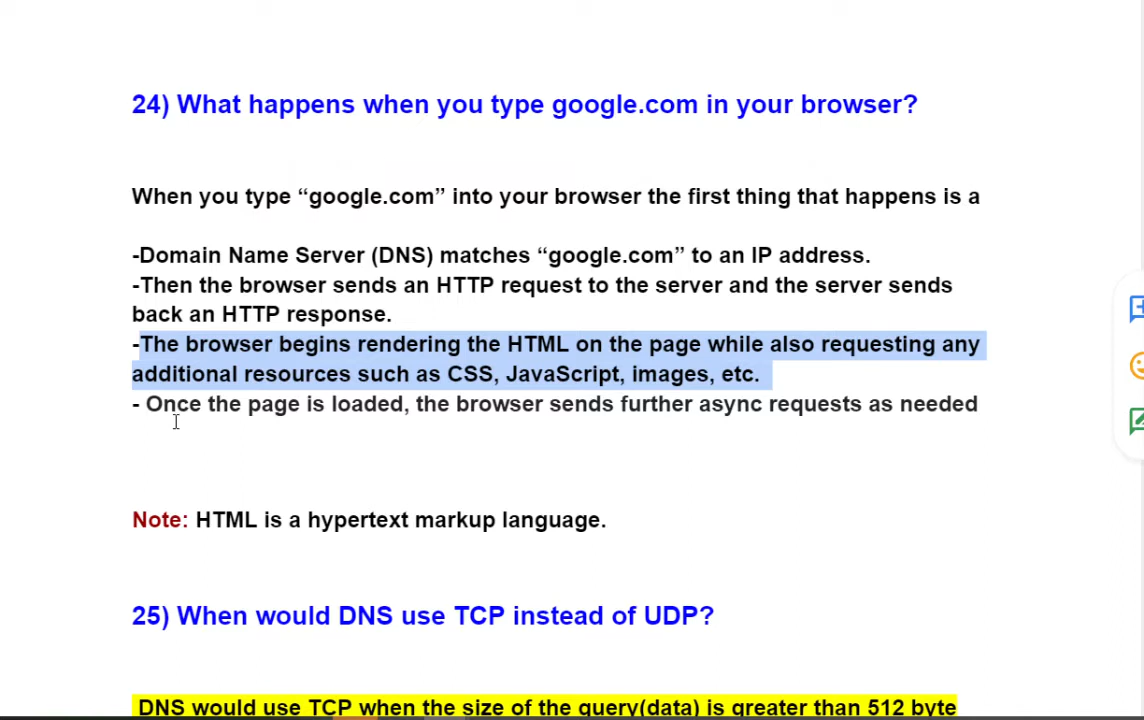 24) What happens when you type google.com in your browser?
When you type “google.com” into your browser the first thing that happens is a
-Domain Name Server (DNS) matches “google.com” to an IP address.
-Then the browser sends an HTTP request to the server and the server sends
back an HTTP response.
-The browser begins rendering the HTML on the page while also requesting any
additional resources such as CSS, JavaScript, images, etc.
- Once the page is loaded, the browser sends further async requests as needed
Note: HTML is a hypertext markup language.
25) When would DNS use TCP instead of UDP?
DNS would use TCP when the size of the query(data) is greater than 512 byte